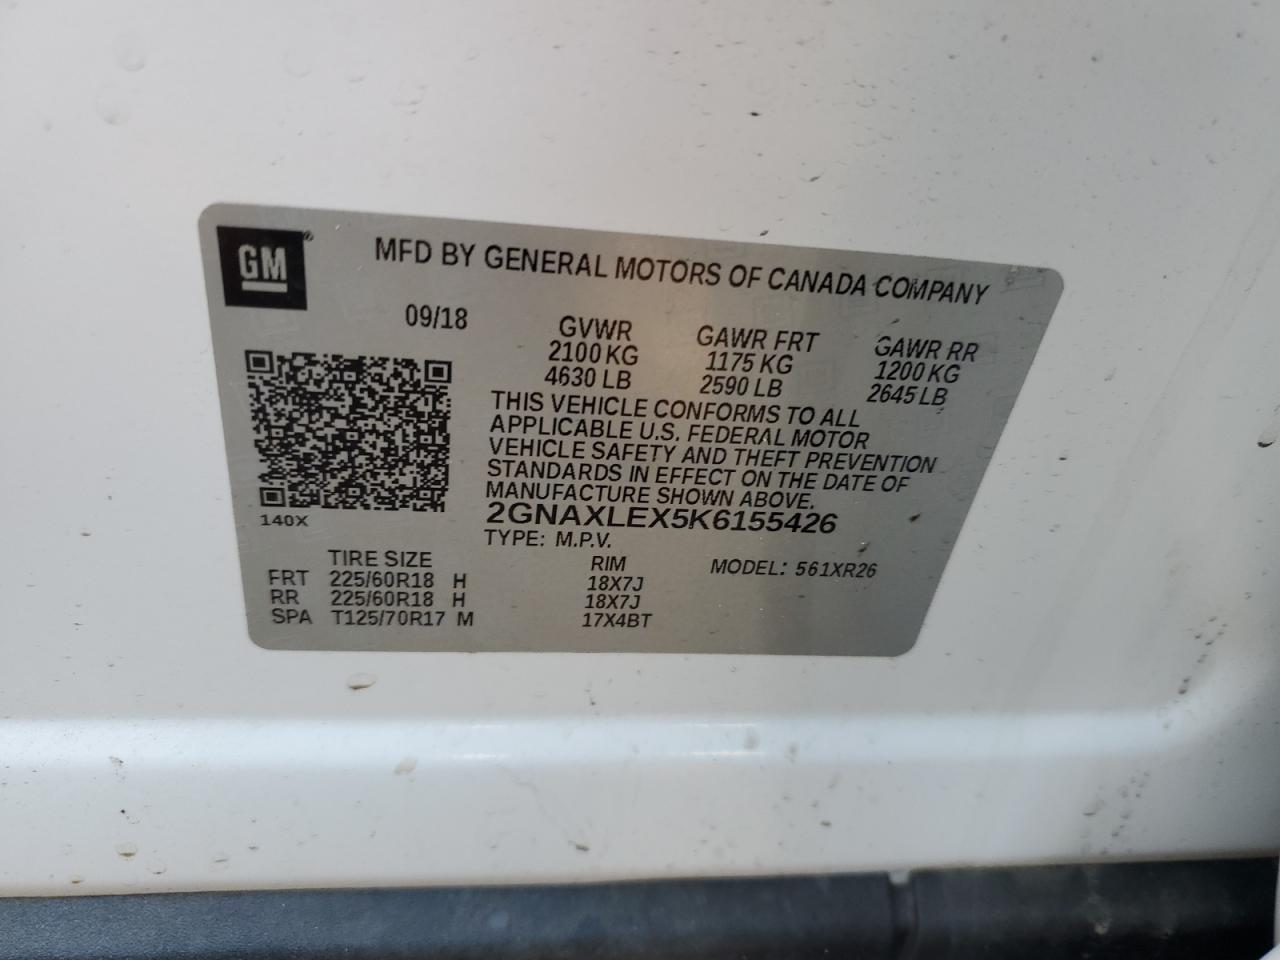 GM
MFD BY GENERAL MOTORS OF CANADA COMPANY
09/18
GVWR GAWR FRT GAWR RR
2100 KG 1175 KG 1200 KG
4630 LB 2590 LB 2645 LB
THIS VEHICLE CONFORMS TO ALL
APPLICABLE U.S. FEDERAL MOTOR
VEHICLE SAFETY AND THEFT PREVENTION
STANDARDS IN EFFECT ON THE DATE OF
MANUFACTURE SHOWN ABOVE.
140X
2GNAXLEX5K6155426
TYPE: M.P.V.
TIRE SIZE RIM MODEL: 561XR26
FRT 225/60R18 H 18X7J
RR 225/60R18 H 18X7J
SPA T125/70R17 M 17X4BT